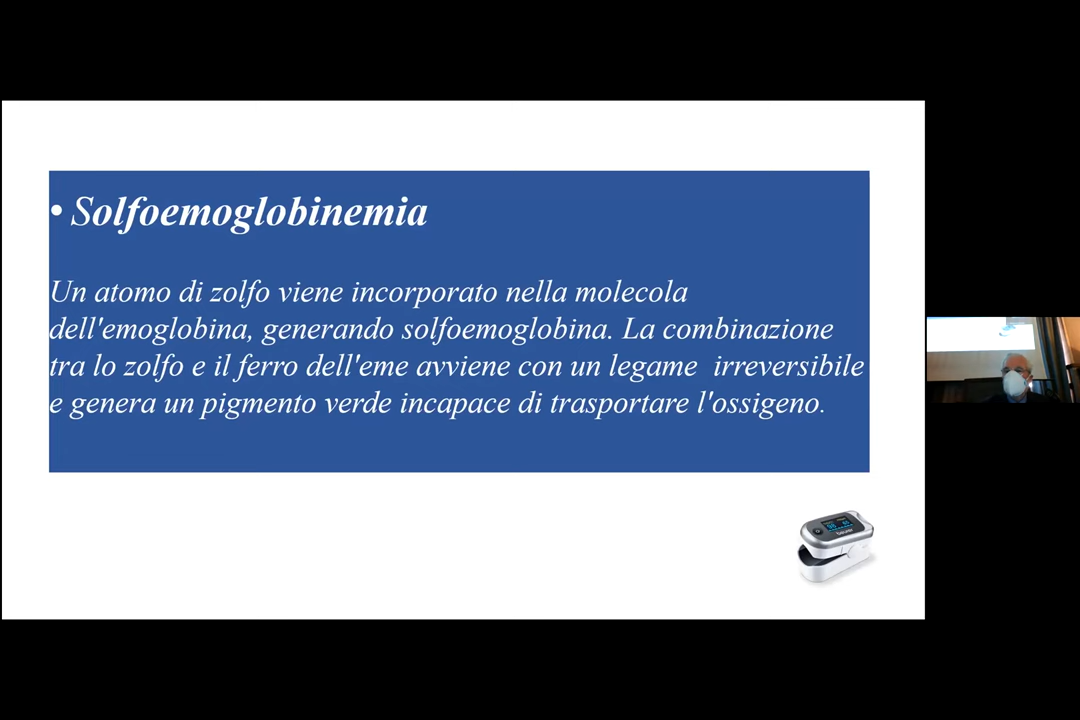 • Solfoemoglobinemia
Un atomo di zolfo viene incorporato nella molecola
dell'emoglobina, generando solfoemoglobina. La combinazione
tra lo zolfo e il ferro dell'eme avviene con un legame  irreversibile
e genera un pigmento verde incapace di trasportare l'ossigeno.